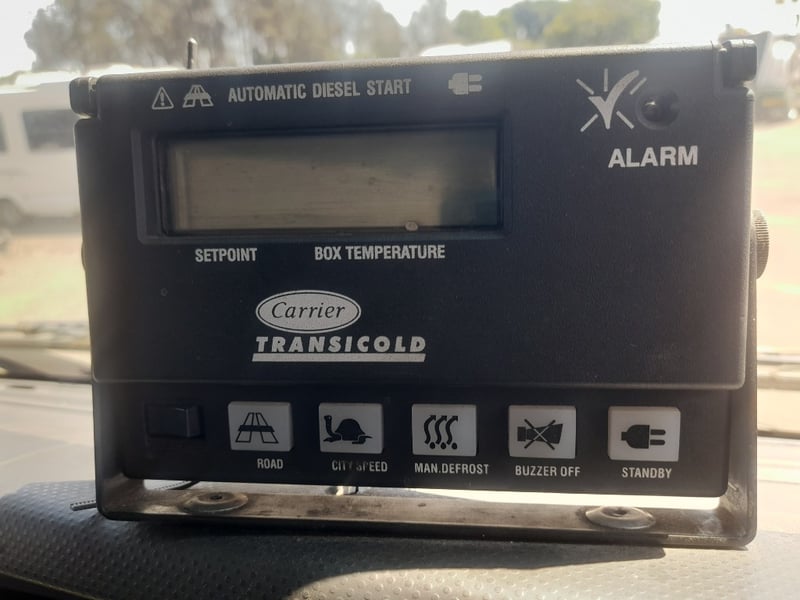 AUTOMATIC DIESEL START
ALARM
SETPOINT BOX TEMPERATURE
Carrier
TRANSICOLD
ROAD CITY SPEED MAN.DEFROST BUZZER OFF STANDBY